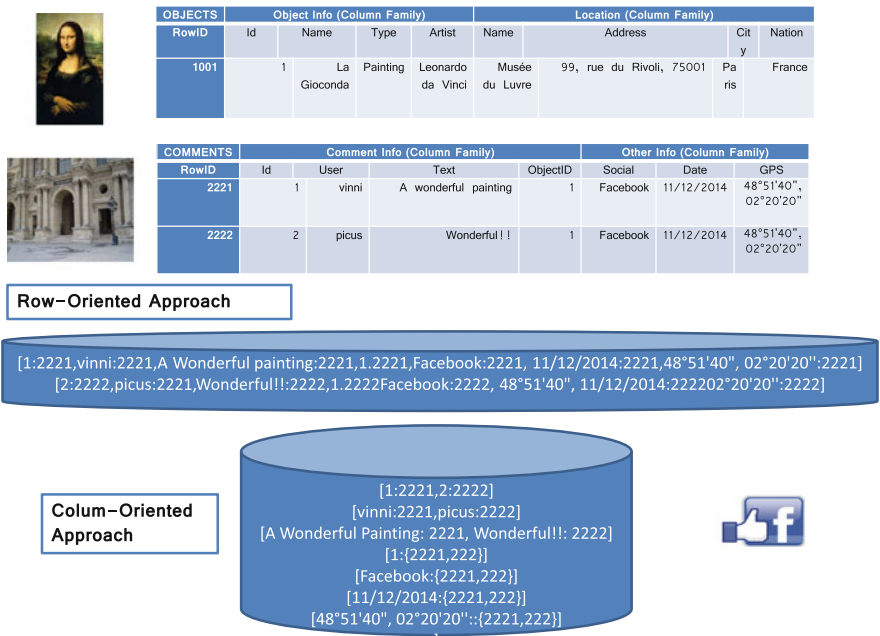 OBJECTS Object Info (Column Family) Location (Column Family)
RowID Id Name Type Artist Name Address Cit y Nation
1001 1 La Gioconda Painting Leonardo da Vinci Musée du Luvre 99, rue du Rivoli, 75001 Pa ris France
COMMENTS Comment Info (Column Family) Other Info (Column Family)
RowID Id User Text ObjectID Social Date GPS
2221 1 vinni A wonderful painting 1 Facebook 11/12/2014 48°51'40", 02°20'20"
2222 2 picus Wonderful!! 1 Facebook 11/12/2014 48°51'40", 02°20'20"
Row-Oriented Approach
[1:2221,vinni:2221,A Wonderful painting:2221,1.2221,Facebook:2221, 11/12/2014:2221,48°51'40", 02°20'20'':2221]
[2:2222,picus:2221,Wonderful!!:2222,1.2222Facebook:2222, 48°51'40", 11/12/2014:222202°20'20'':2222]
Colum-Oriented
Approach
[1:2221,2:2222]
[vinni:2221,picus:2222]
[A Wonderful Painting: 2221, Wonderful!!: 2222]
[1:{2221,222}]
[Facebook:{2221,222}]
[11/12/2014:{2221,222}]
[48°51'40", 02°20'20''::{2221,222}]
]
f